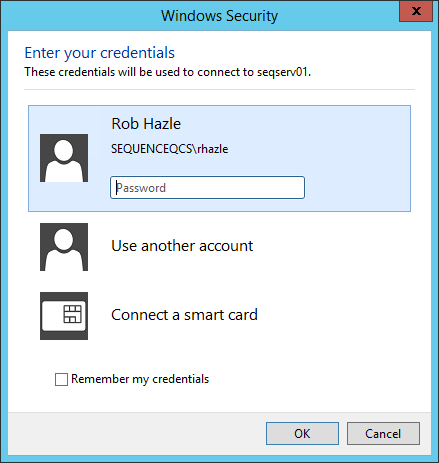 Windows Security
Enter your credentials
These credentials will be used to connect to seqserv01.
Rob Hazle
SEQUENCEQCS\rhazle
Password
Use another account
Connect a smart card
Remember my credentials
OK
Cancel